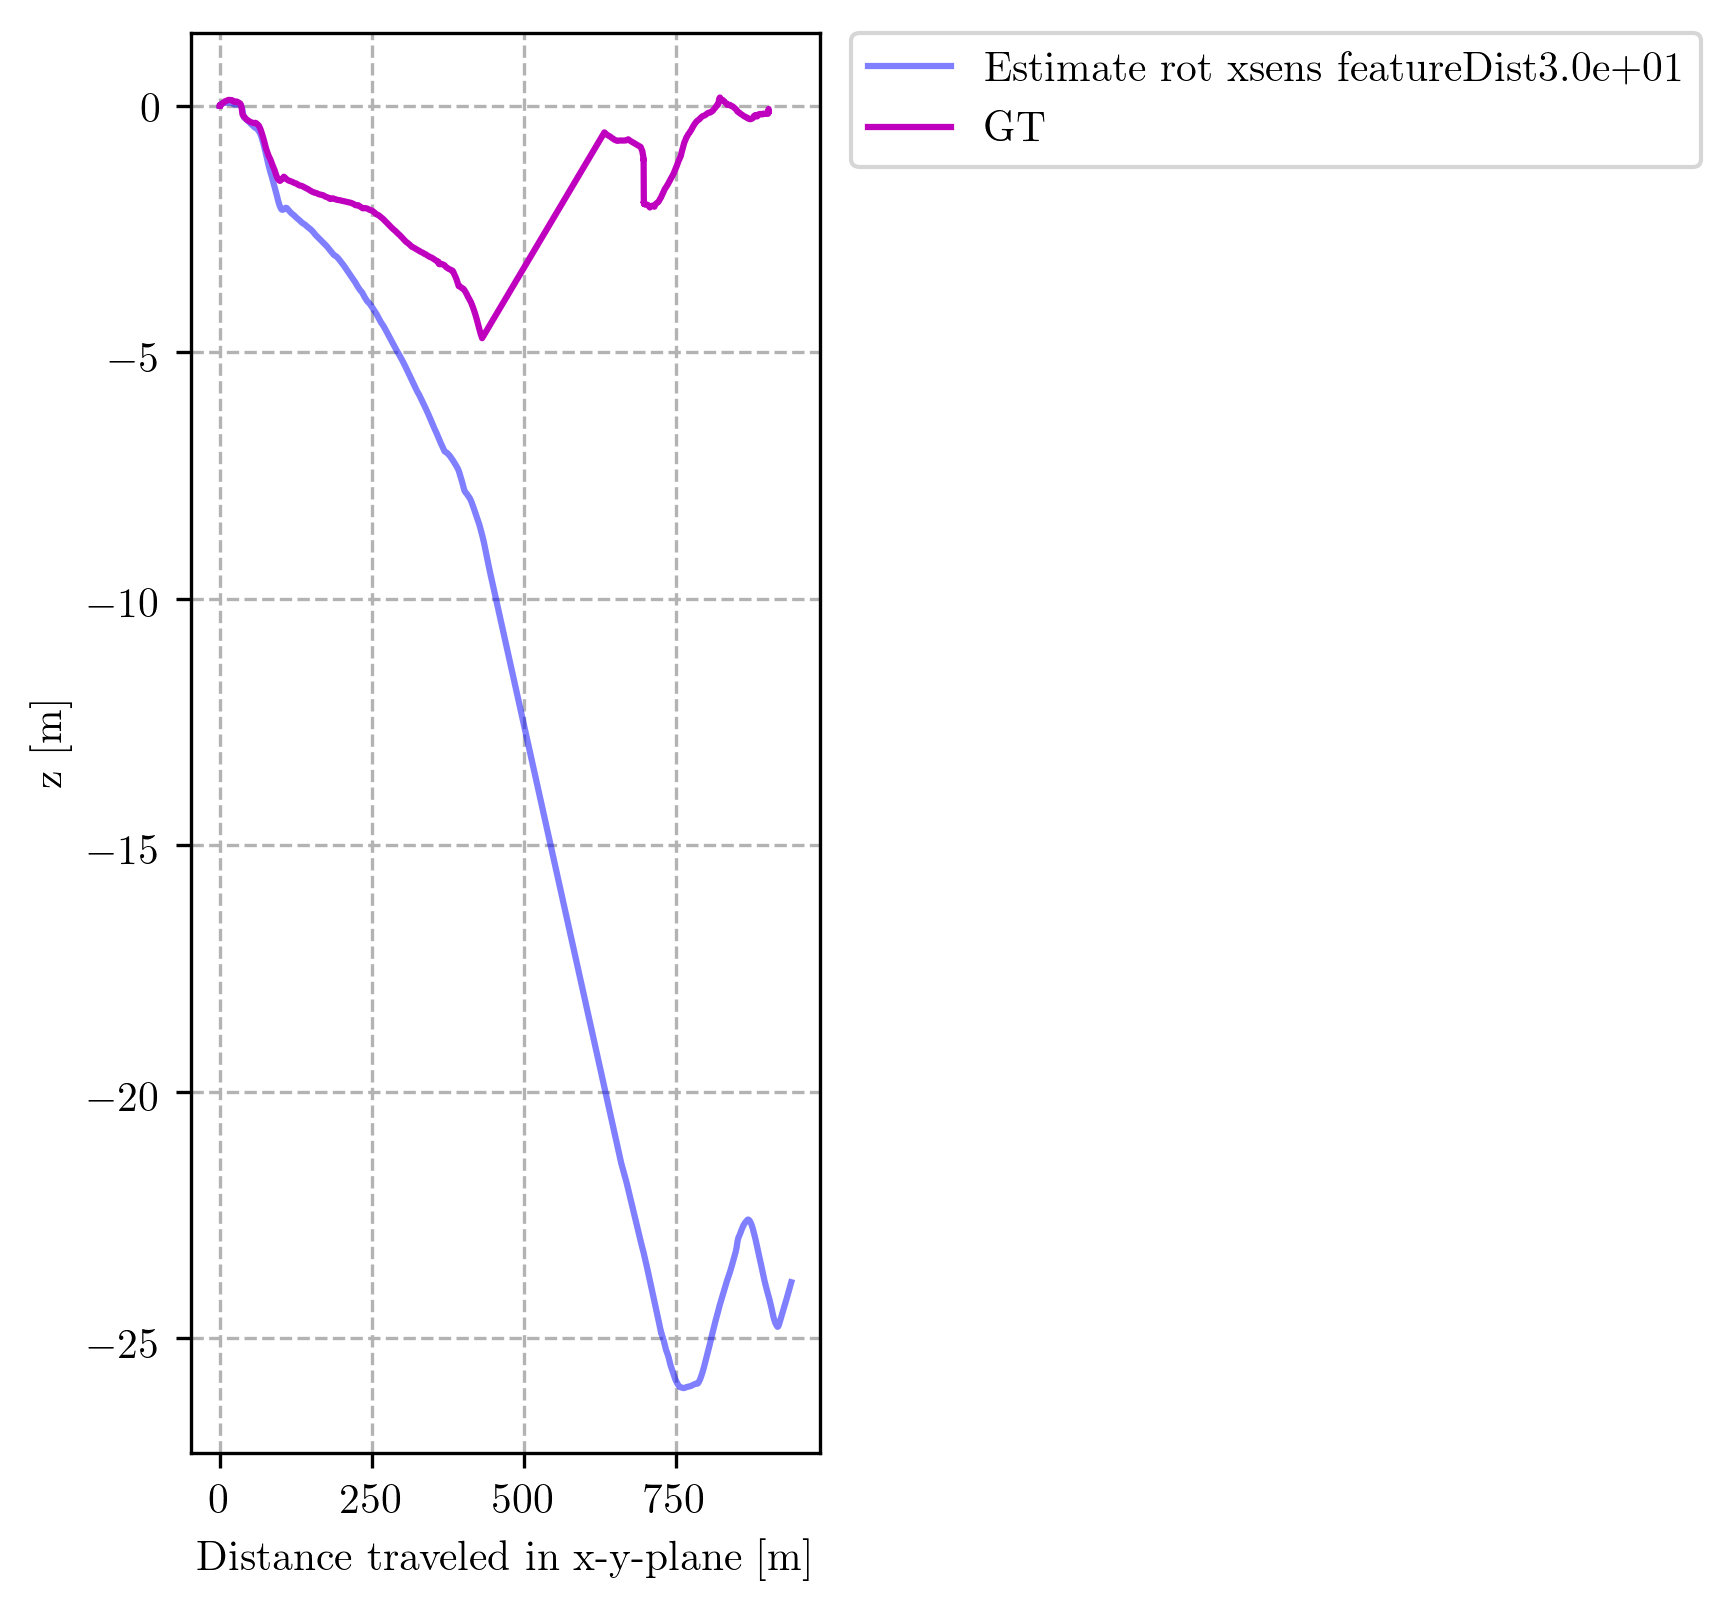 Estimate rot xsens featureDist3.0e+01
GT
0
−5
−10
−15
−20
−25
z [m]
0 250 500 750
Distance traveled in x-y-plane [m]